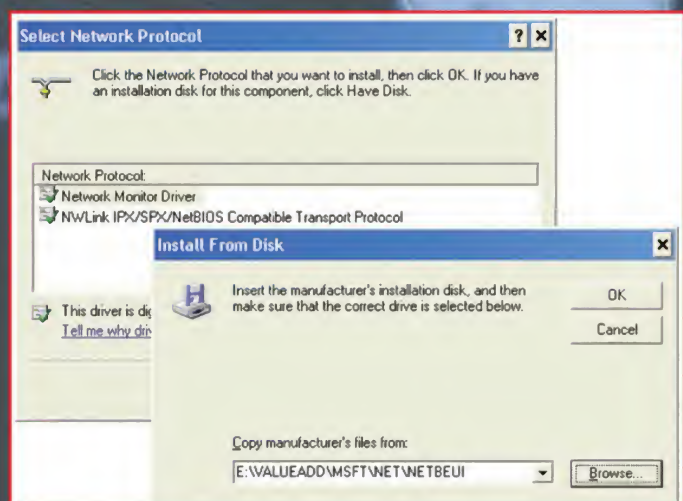 Select Network Protocol
Click the Network Protocol that you want to install, then click OK. If you have
an installation disk for this component, click Have Disk.
Network Protocol:
Network Monitor Driver
NWLink IPX/SPX/NetBIOS Compatible Transport Protocol
This driver is
Tell me why
Install From Disk
Insert the manufacturer's installation disk, and then
make sure that the correct drive is selected below.
OK
Cancel
Copy manufacturer's files from:
E:\VALUEADD\MSFT\NET\NETBEUI
Browse...